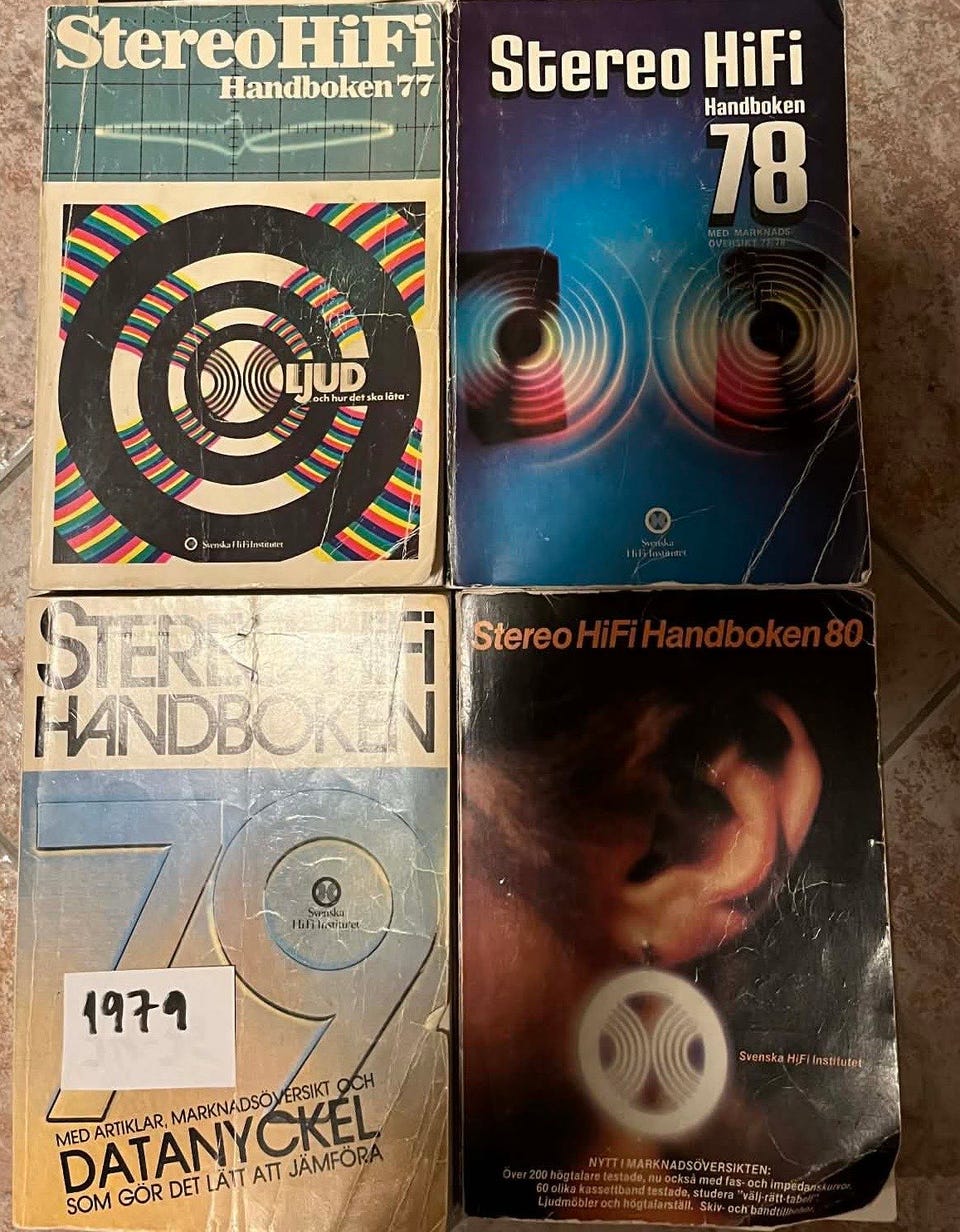 Stereo HiFi
Handboken '77
LJUD
och hur det ska låta -
Svenska HiFi Institutet
Stereo HiFi
Handboken
78
MED MARKNADS-
ÖVERSIKT 77/78
Svenska
HiFi Institutet
STEREO HiFi
HANDBOKEN
79
Svenska
HiFi Institutet
1979
MED ARTIKLAR, MARKNADSÖVERSIKT OCH
DATANYCKEL
SOM GÖR DET LÄTT ATT JÄMFÖRA
Stereo HiFi Handboken 80
Svenska HiFi Institutet
NYTT I MARKNADSÖVERSIKTEN:
Över 200 högtalare testade, nu också med fas- och impedanskurvor.
60 olika kassettband testade, studera "välj-rätt-tabell".
Ljudmöbler och högtalarställ. Skiv- och bandtillbehör.